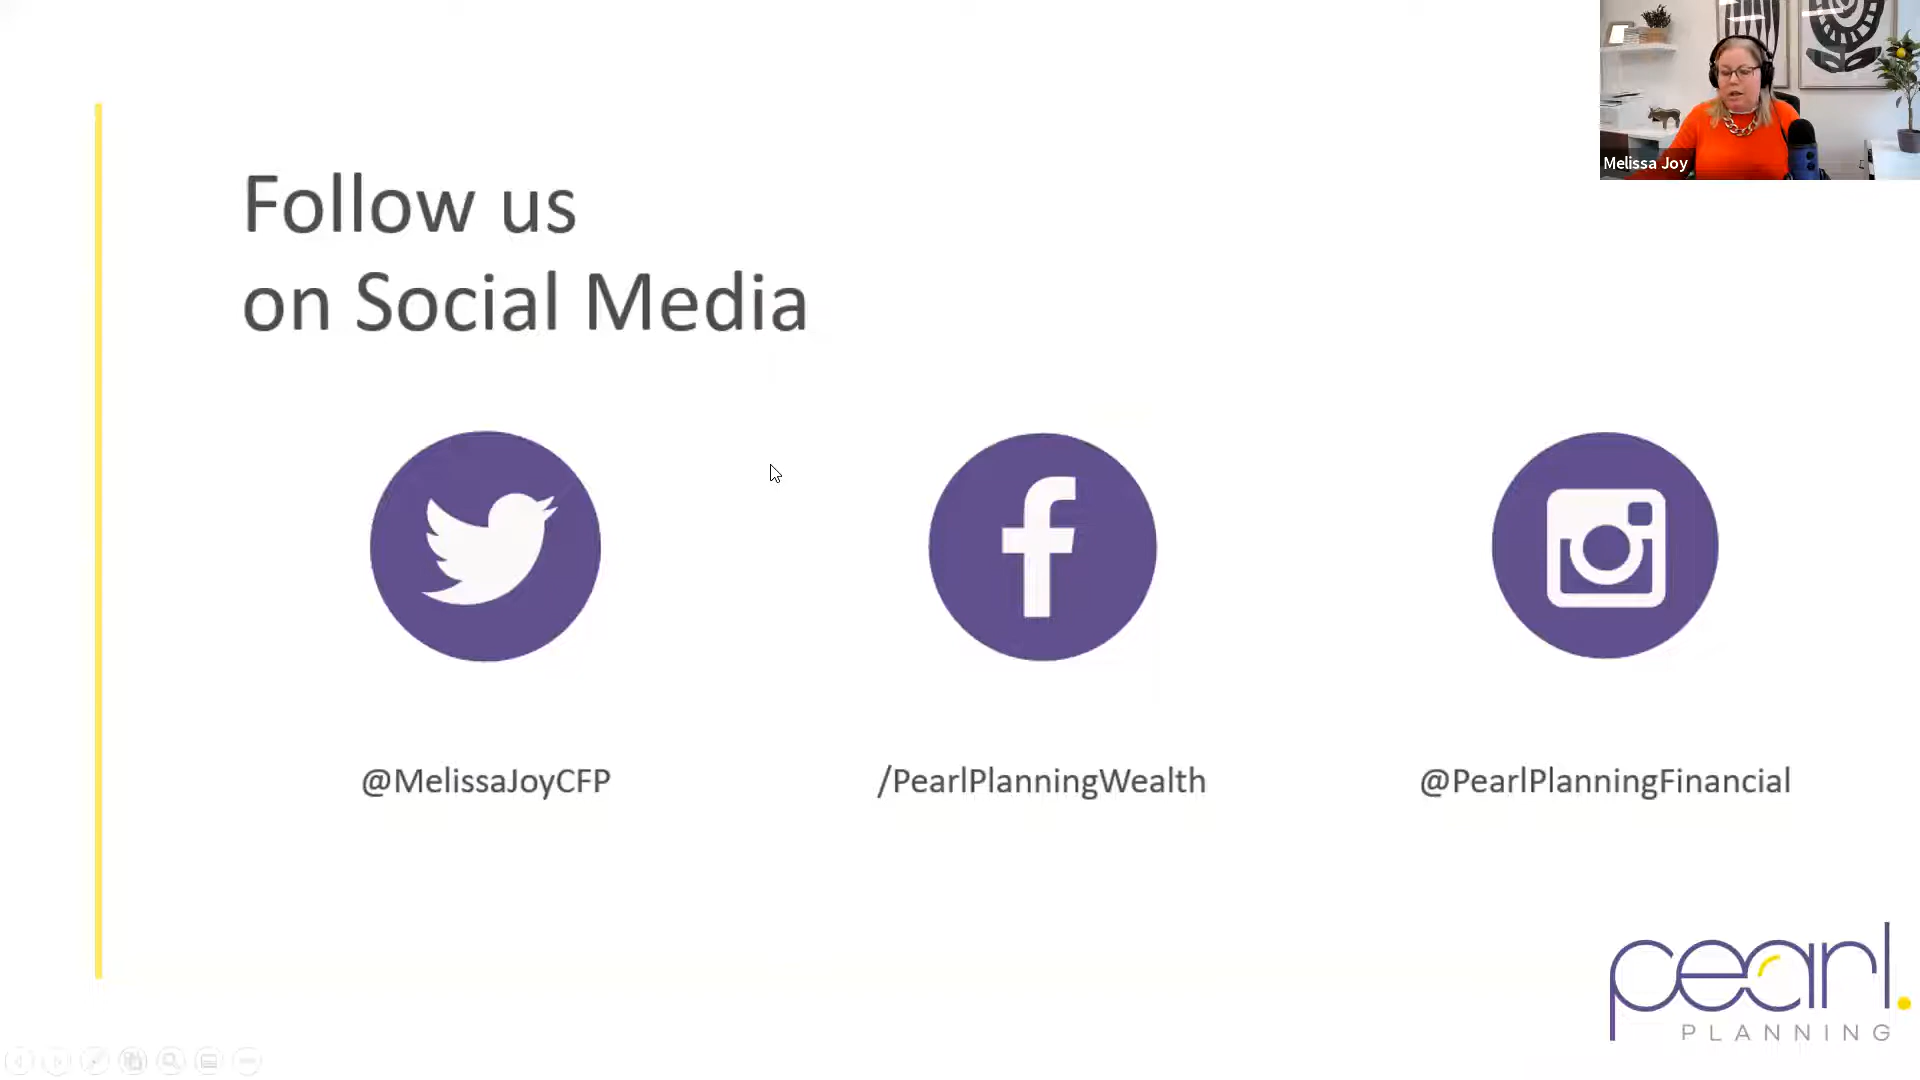 Melissa Joy
Follow us
on Social Media
@MelissaJoyCFP
/PearlPlanningWealth
@PearlPlanningFinancial
pearl.
PLANNING